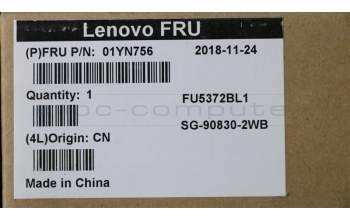 Lenovo FRU
(P)FRU P/N: 01YN756 2018-11-24
Quantity: 1 FU5372BL1
SG-90830-2WB
(4L)Origin: CN
Made in China